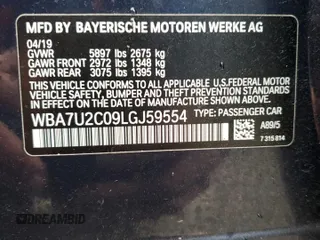 MFD BY BAYERISCHE MOTOREN WERKE AG
04/19
GVWR 5897 lbs 2675 kg
GAWR FRONT 2972 lbs 1348 kg
GAWR REAR 3075 lbs 1395 kg
THIS VEHICLE CONFORMS TO ALL APPLICABLE U.S. FEDERAL MOTOR
VEHICLE SAFETY, BUMPER, AND THEFT PREVENTION STANDARDS IN
EFFECT ON THE DATE OF MANUFACTURE SHOWN ABOVE.
WBA7U2C09LGJ59554 TYPE: PASSENGER CAR
A89/5
7 315 814
DREAMBID